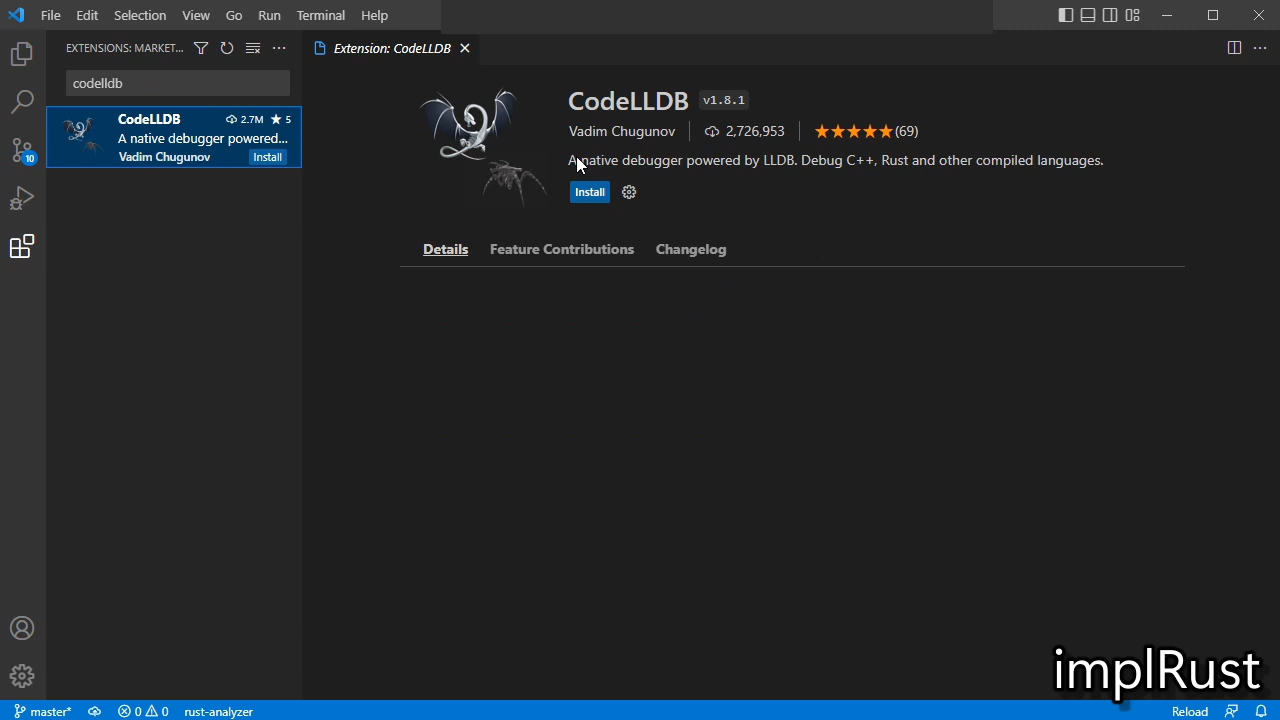 File Edit Selection View Go Run Terminal Help
EXTENSIONS: MARKET...
Extension: CodeLLDB
codelldb
CodeLLDB 2.7M 5
A native debugger powered...
Vadim Chugunov Install
CodeLLDB v1.8.1
Vadim Chugunov 2,726,953 (69)
A native debugger powered by LLDB. Debug C++, Rust and other compiled languages.
Install
10
Details Feature Contributions Changelog
implRust
master* 0 0 rust-analyzer Reload